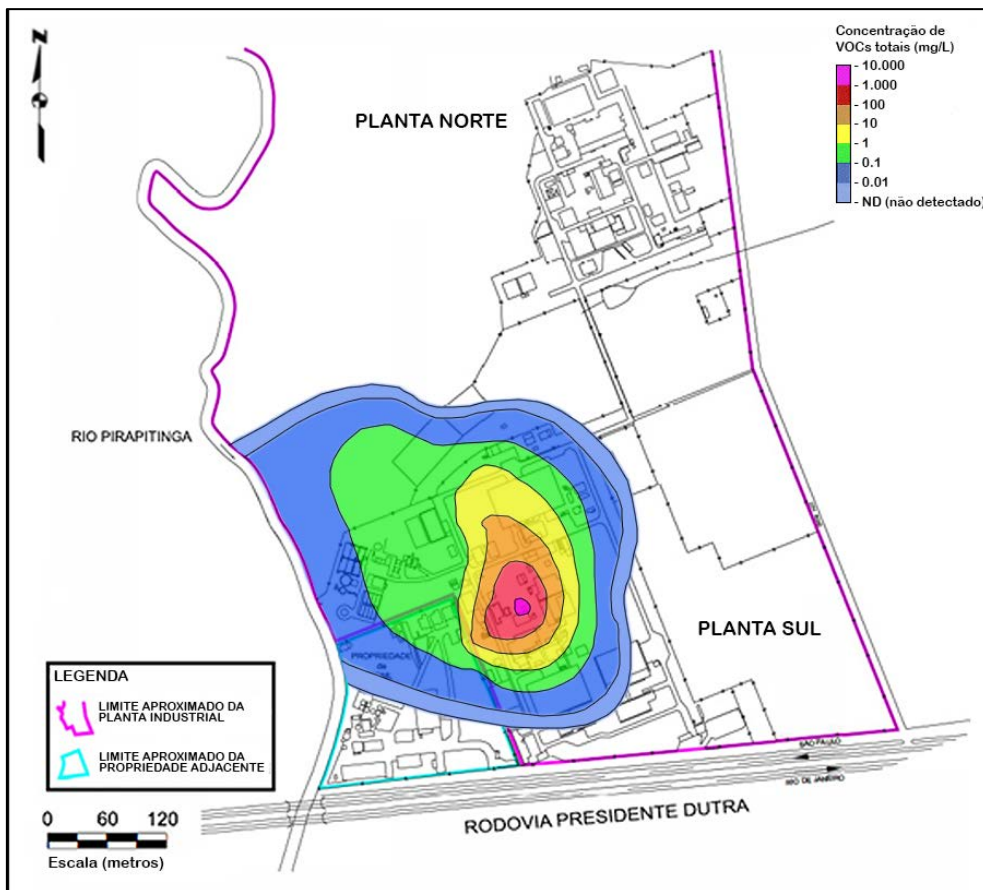 N
PLANTA NORTE
Concentração de
VOCs totais (mg/L)
- 10.000
- 1.000
- 100
- 10
- 1
- 0.1
- 0.01
- ND (não detectado)
RIO PIRAPITINGA
PLANTA SUL
PROPRIEDADE
LEGENDA
LIMITE APROXIMADO DA
PLANTA INDUSTRIAL
LIMITE APROXIMADO DA
PROPRIEDADE ADJACENTE
SÃO PAULO
RIO DE JANEIRO
RODOVIA PRESIDENTE DUTRA
0 60 120
Escala (metros)